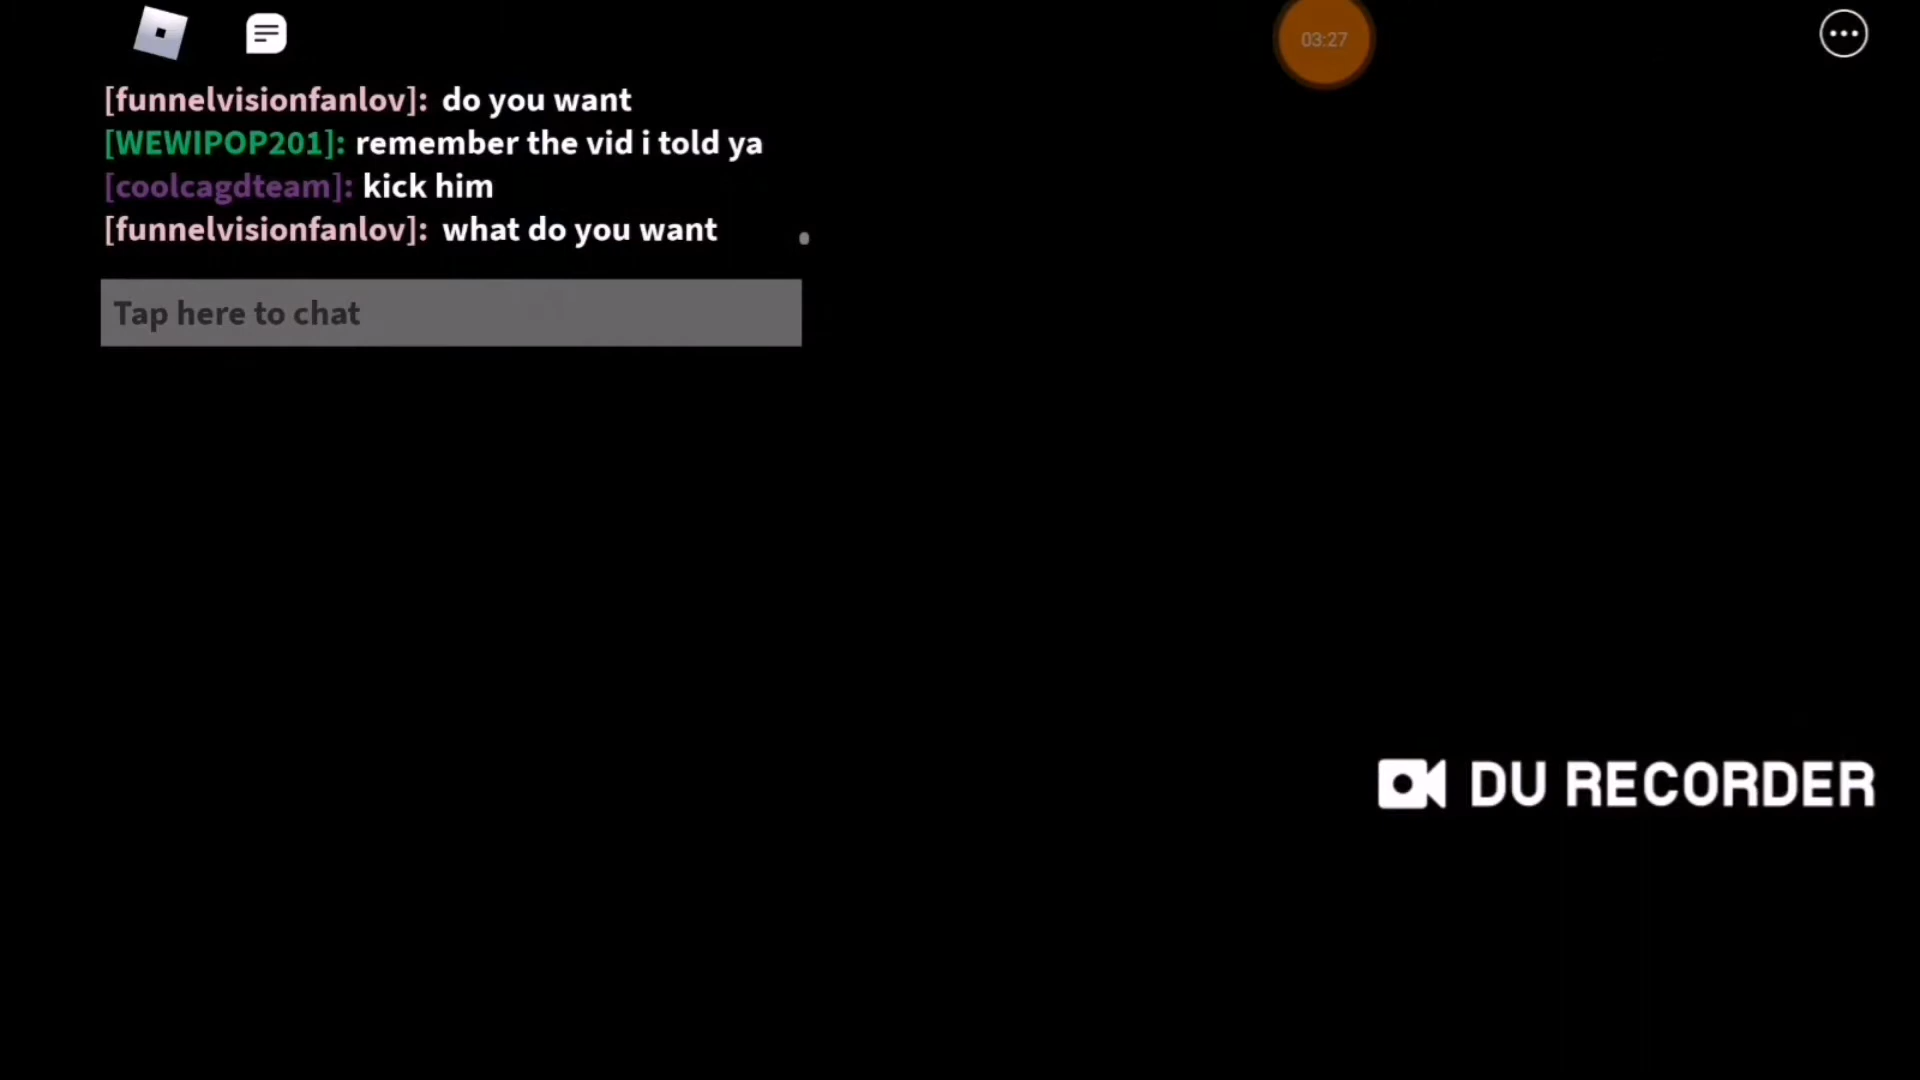 03:27
[funnelvisionfanlov]: do you want
[WEWIPOP201]: remember the vid i told ya
[coolcagdteam]: kick him
[funnelvisionfanlov]: what do you want
Tap here to chat
DU RECORDER